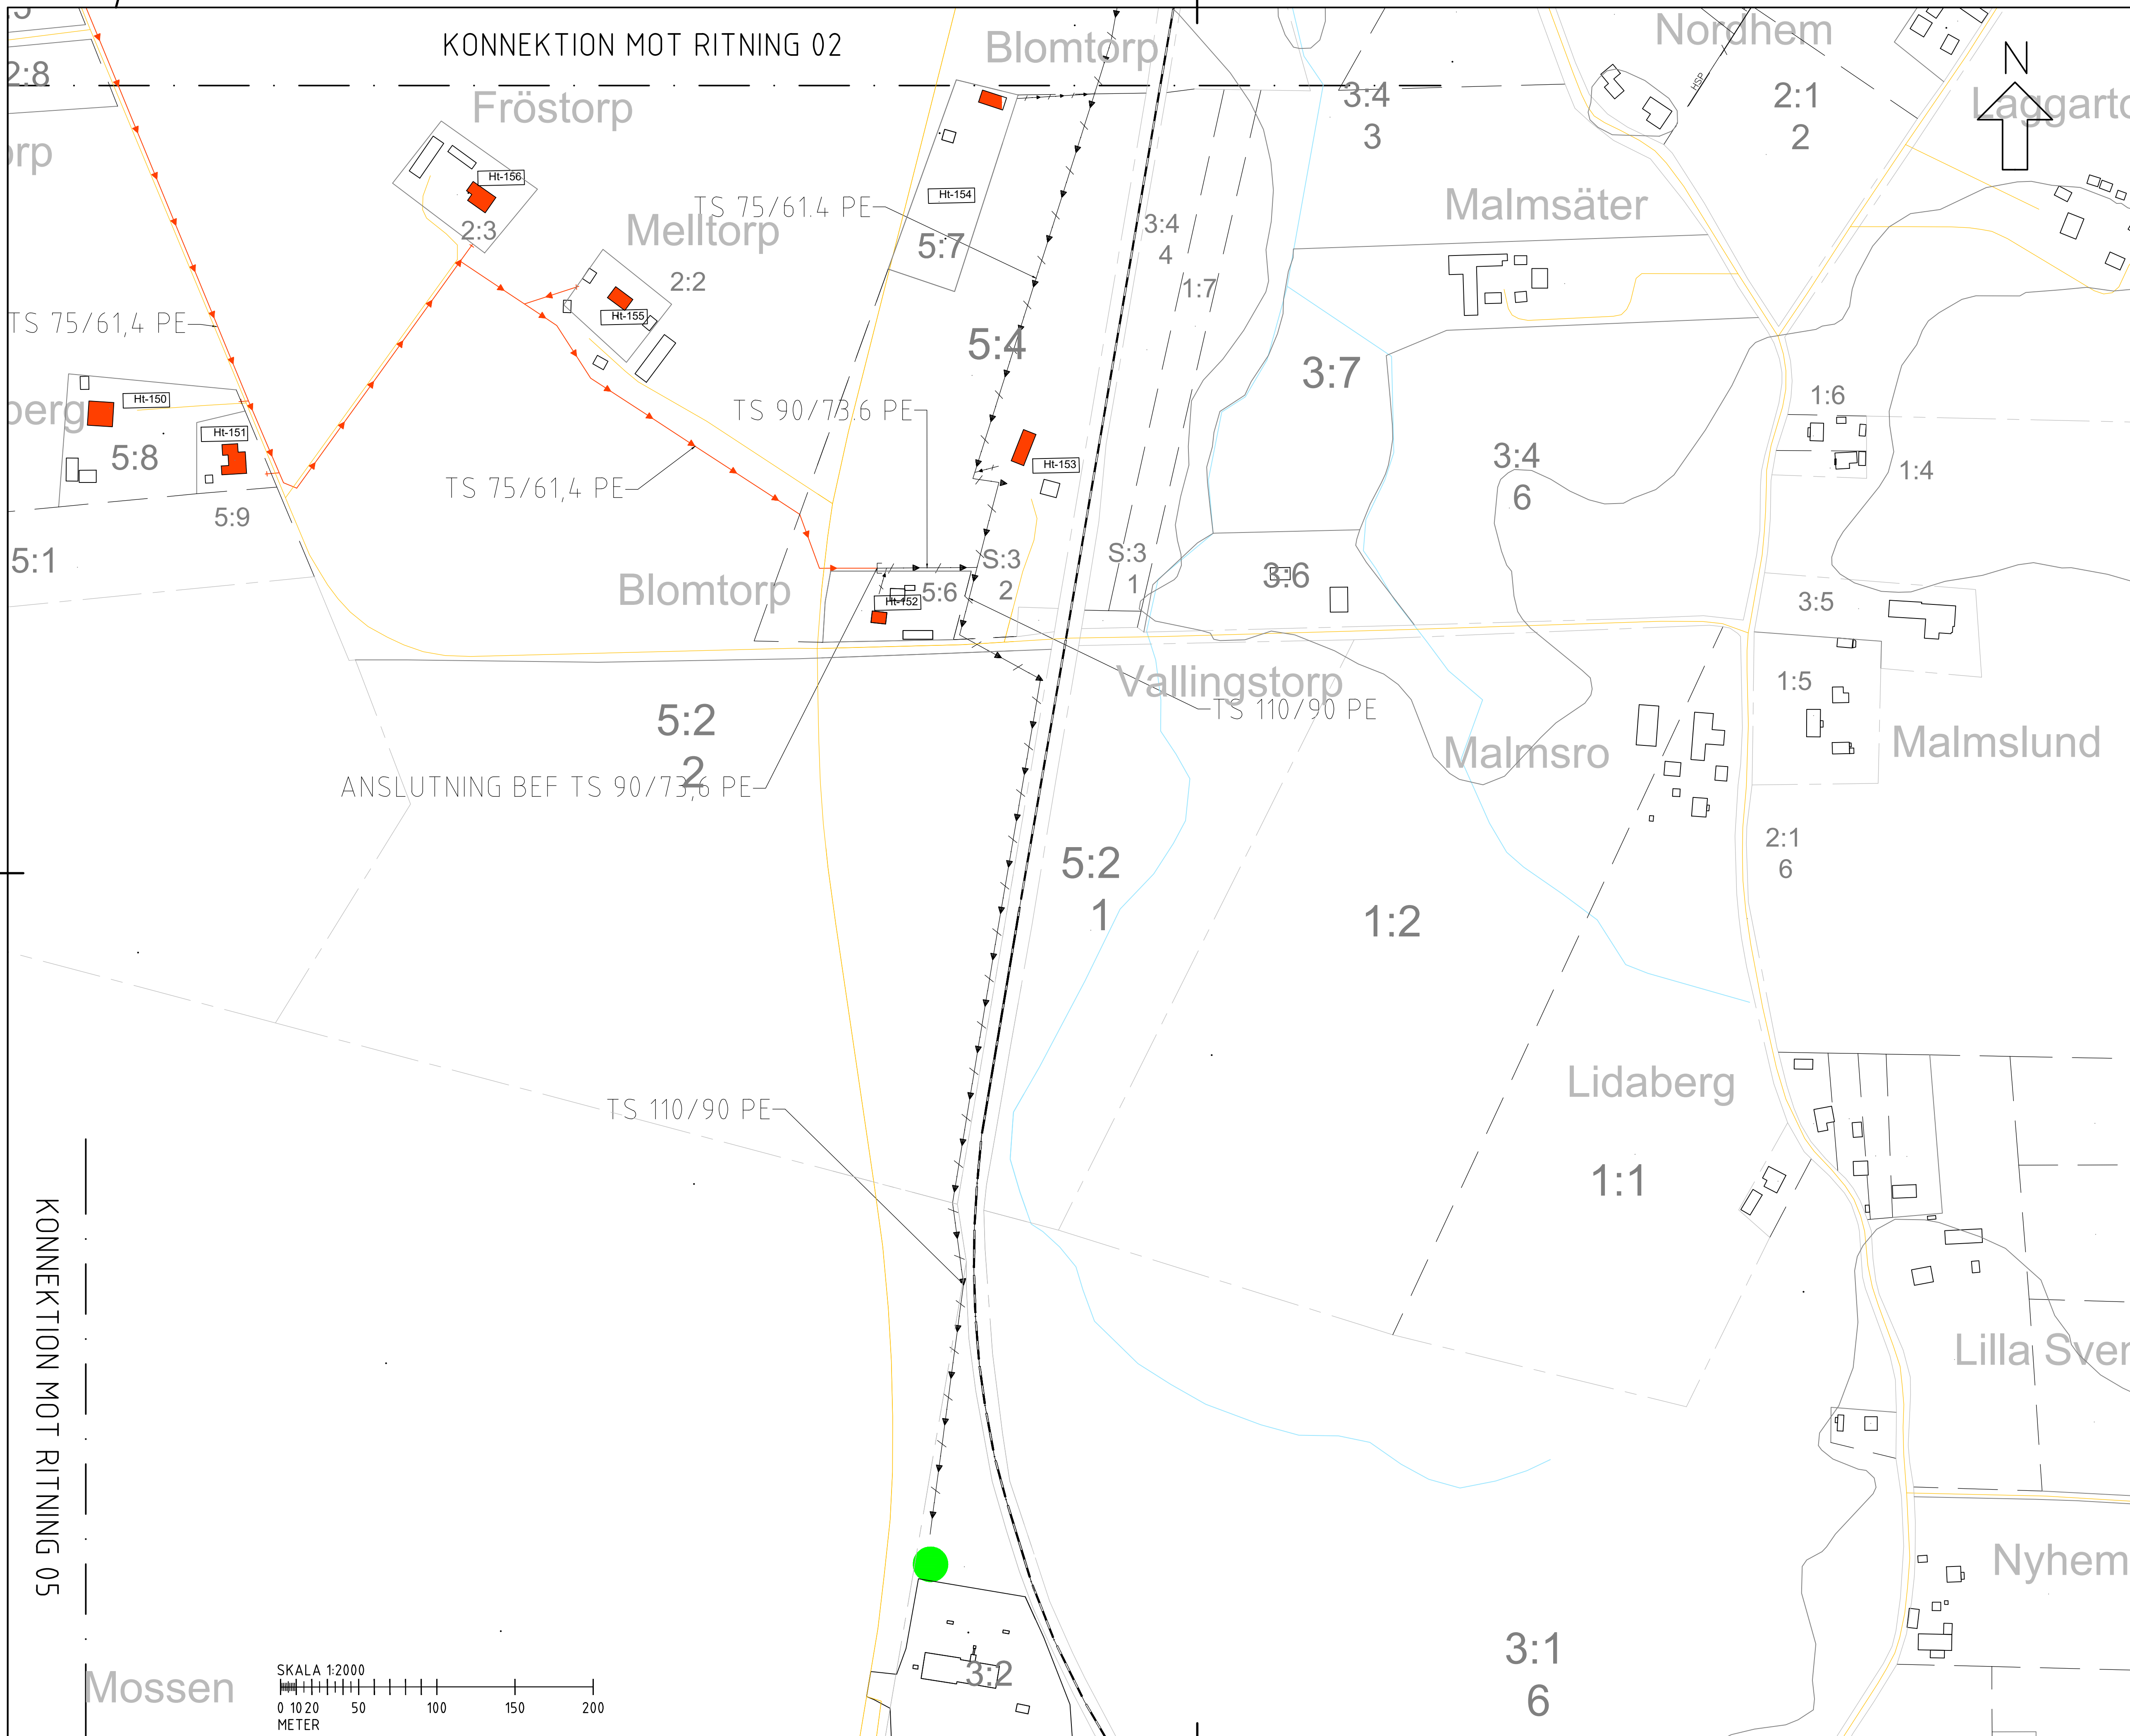 KONNEKTION MOT RITNING 02
Blomtorp
Nordhem
N
2:8
Fröstorp
3:4
3
HSP
2:1
2
Ht-156
2:3
TS 75/61.4 PE
Ht-154
Melltorp
5:7
2:2
3:4
4
1:7
Malmsäter
TS 75/61,4 PE
Ht-155
5:4
3:7
berg
Ht-150
Ht-151
5:8
5:9
5:1
TS 90/73.6 PE
TS 75/61,4 PE
Ht-153
3:4
6
1:6
1:4
Blomtorp
Ht-152
5:6
S:3
2
S:3
1
3:6
3:5
Vallingstorp
TS 110/90 PE
1:5
Malmsro
Malmslund
5:2
2
ANSLUTNING BEF TS 90/73,6 PE
2:1
6
5:2
1
1:2
Lidaberg
TS 110/90 PE
1:1
KONNEKTION MOT RITNING 05
Nyhem
3:1
6
3:2
Mossen
SKALA 1:2000
0 10 20 50 100 150 200
METER